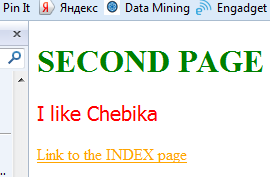 Pin It Яндекс Data Mining Engadget
SECOND PAGE
I like Chebika
Link to the INDEX page